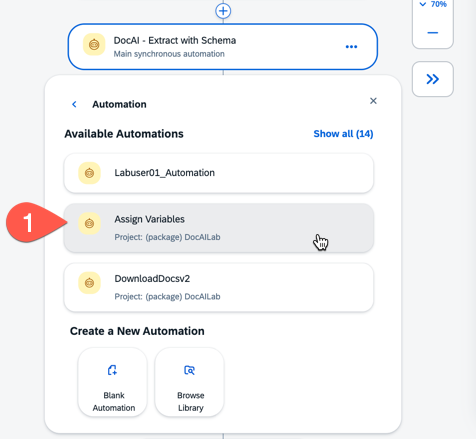 70%
DocAI - Extract with Schema
Main synchronous automation
Automation
Available Automations
Show all (14)
Labuser01_Automation
1
Assign Variables
Project: (package) DocAILab
DownloadDocsv2
Project: (package) DocAILab
Create a New Automation
Blank
Automation
Browse
Library